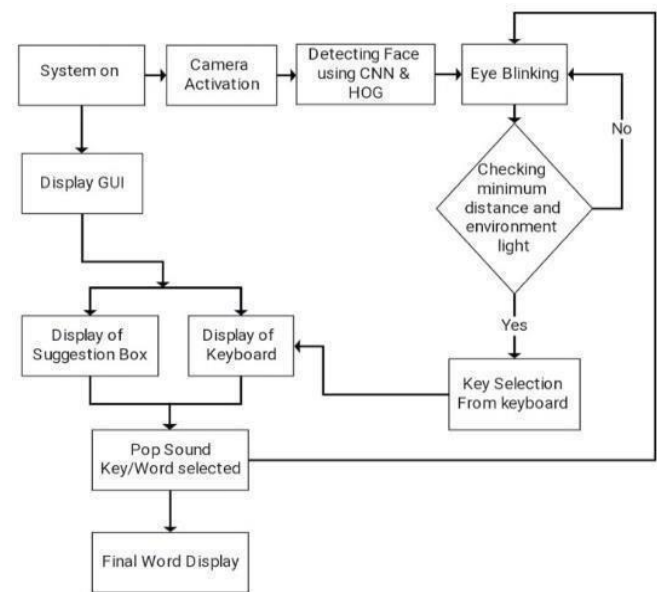 System on
Camera
Activation
Detecting Face
using CNN &
HOG
Eye Blinking
No
Display GUI
Checking
minimum
distance and
environment
light
Yes
Display of
Suggestion Box
Display of
Keyboard
Key Selection
From keyboard
Pop Sound
Key/Word selected
Final Word Display